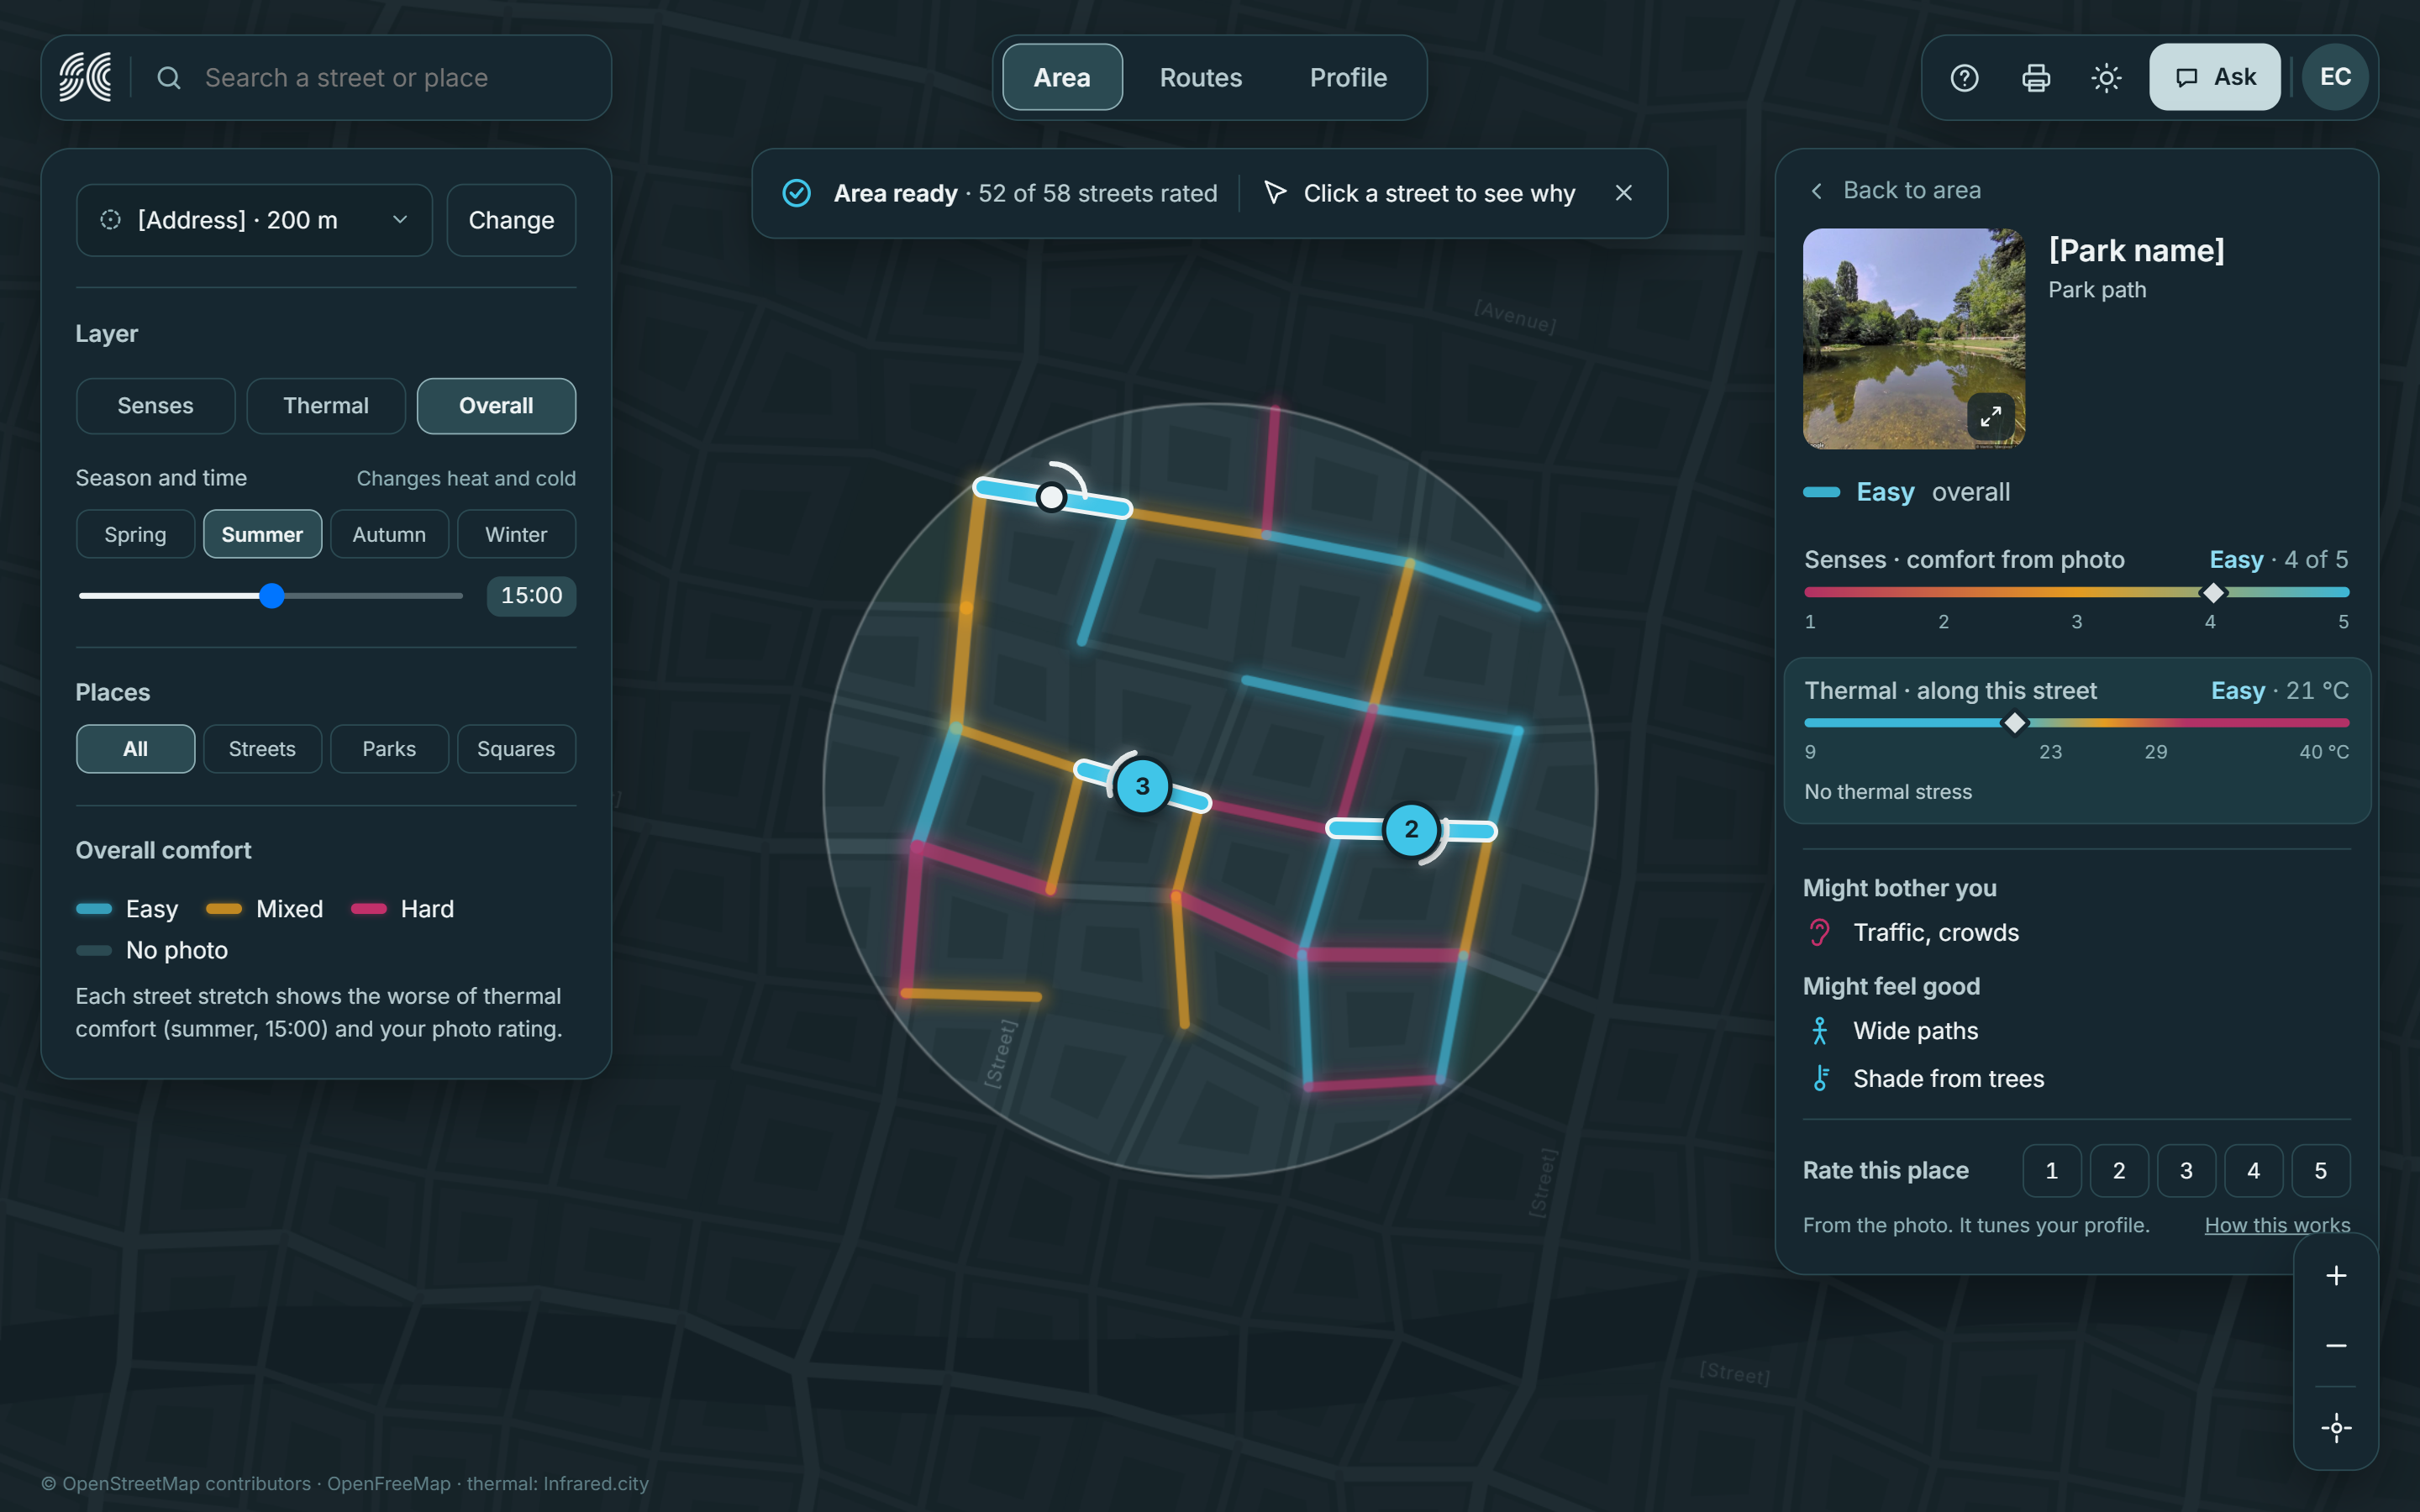 Search a street or place
Area
Routes
Profile
Ask
EC
[Address] · 200 m
Change
Layer
Senses
Thermal
Overall
Season and time
Changes heat and cold
Spring
Summer
Autumn
Winter
15:00
Places
All
Streets
Parks
Squares
Overall comfort
Easy
Mixed
Hard
No photo
Each street stretch shows the worse of thermal
comfort (summer, 15:00) and your photo rating.
Area ready · 52 of 58 streets rated
Click a street to see why
[Avenue]
3
2
[Street]
[Street]
[Street]
Back to area
[Park name]
Park path
Easy overall
Senses · comfort from photo
Easy · 4 of 5
1 2 3 4 5
Thermal · along this street
Easy · 21 °C
9 23 29 40 °C
No thermal stress
Might bother you
Traffic, crowds
Might feel good
Wide paths
Shade from trees
Rate this place
1 2 3 4 5
From the photo. It tunes your profile.
How this works
© OpenStreetMap contributors · OpenFreeMap · thermal: Infrared.city